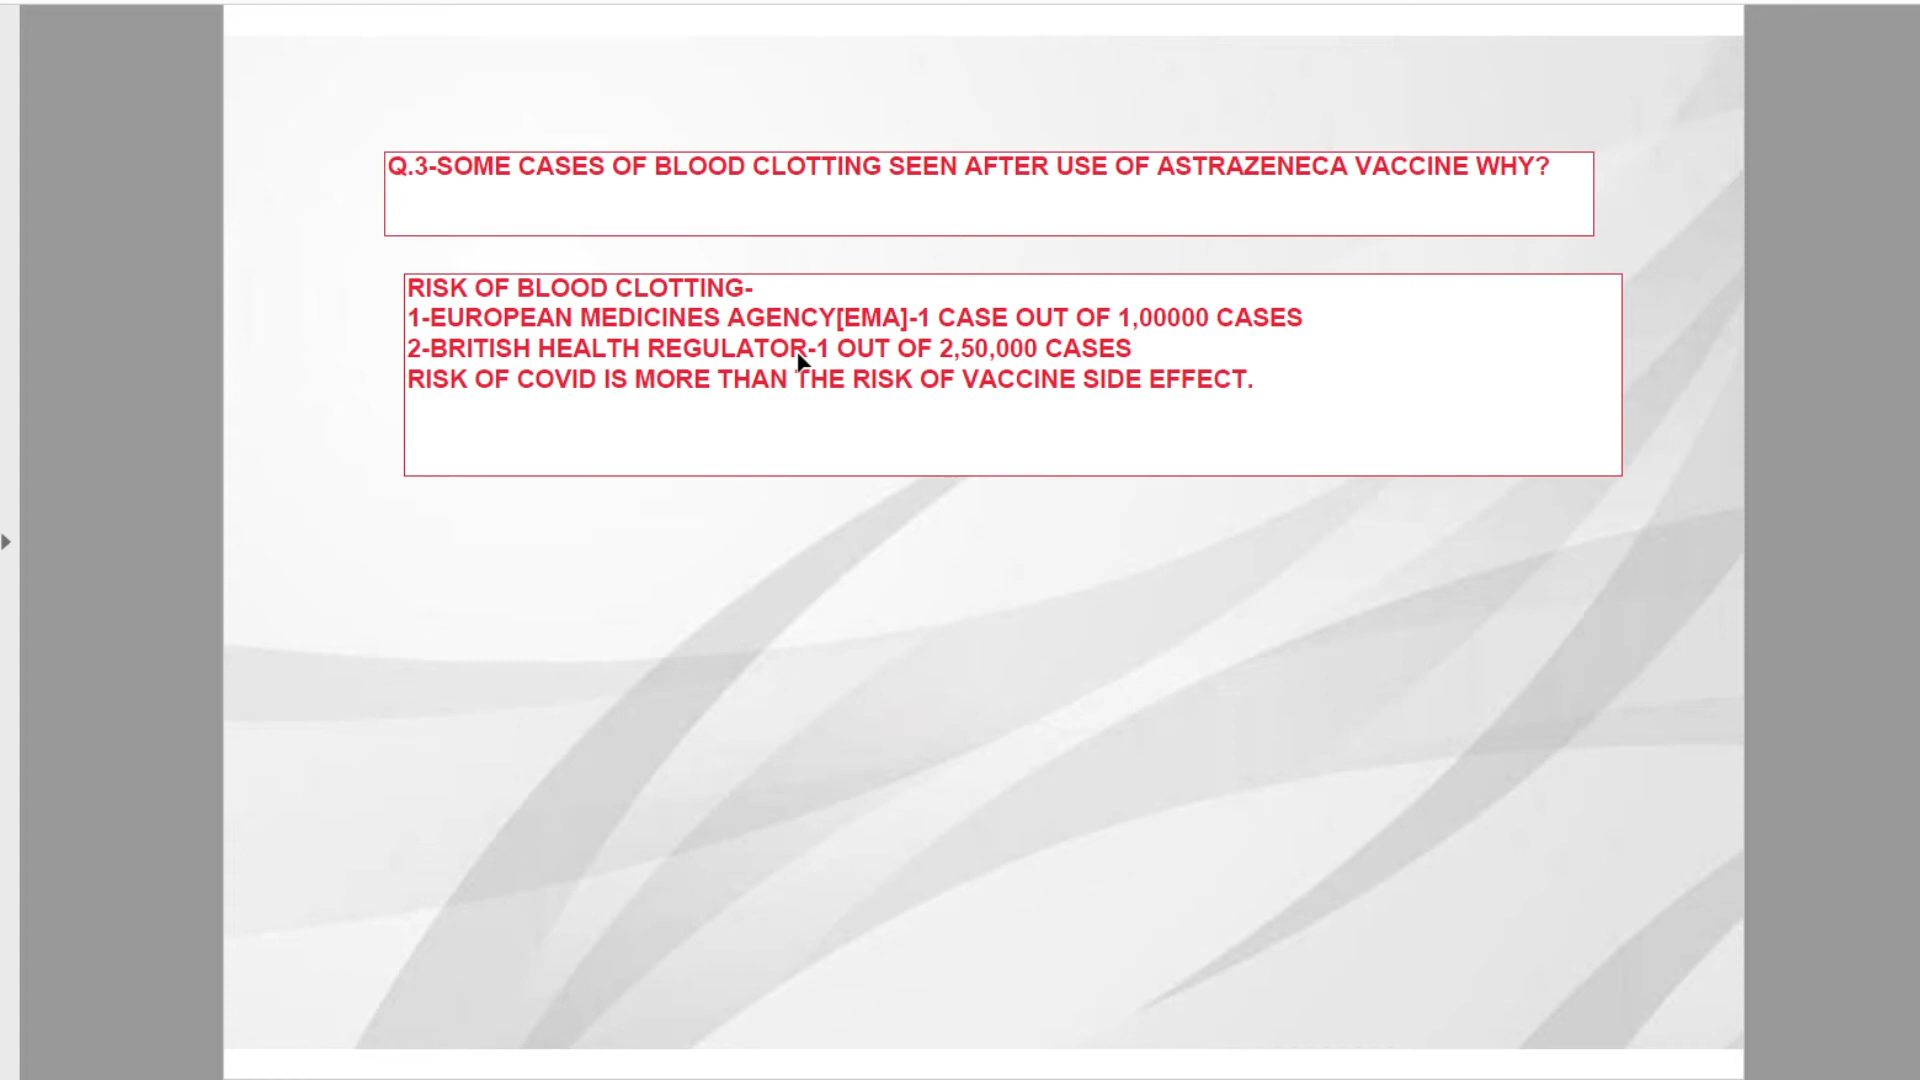 Q.3-SOME CASES OF BLOOD CLOTTING SEEN AFTER USE OF ASTRAZENECA VACCINE WHY?
RISK OF BLOOD CLOTTING-
1-EUROPEAN MEDICINES AGENCY[EMA]-1 CASE OUT OF 1,00000 CASES
2-BRITISH HEALTH REGULATOR-1 OUT OF 2,50,000 CASES
RISK OF COVID IS MORE THAN THE RISK OF VACCINE SIDE EFFECT.